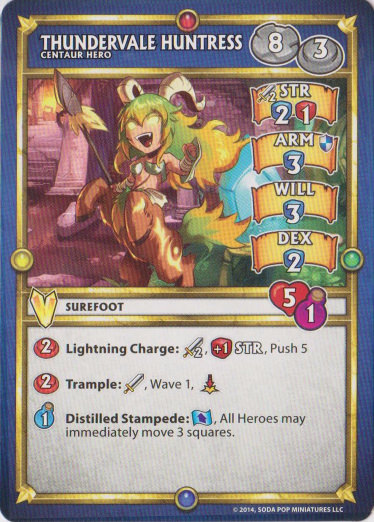 THUNDERVALE HUNTRESS 8 3
CENTAUR HERO
2 STR
2 1
ARM
3
WILL
3
DEX
2
5
1
SUREFOOT
2 Lightning Charge: 2, +1 STR, Push 5
2 Trample: , Wave 1,
1 Distilled Stampede: , All Heroes may
immediately move 3 squares.
© 2014, SODA POP MINIATURES LLC